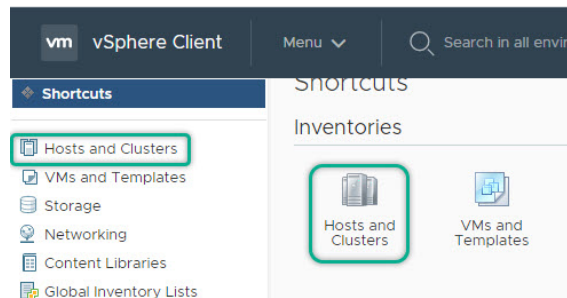 vm vSphere Client Menu Search in all envir
Shortcuts
Shortcuts
Inventories
Hosts and Clusters
VMs and Templates
Storage
Networking
Content Libraries
Global Inventory Lists
Hosts and
Clusters
VMs and
Templates